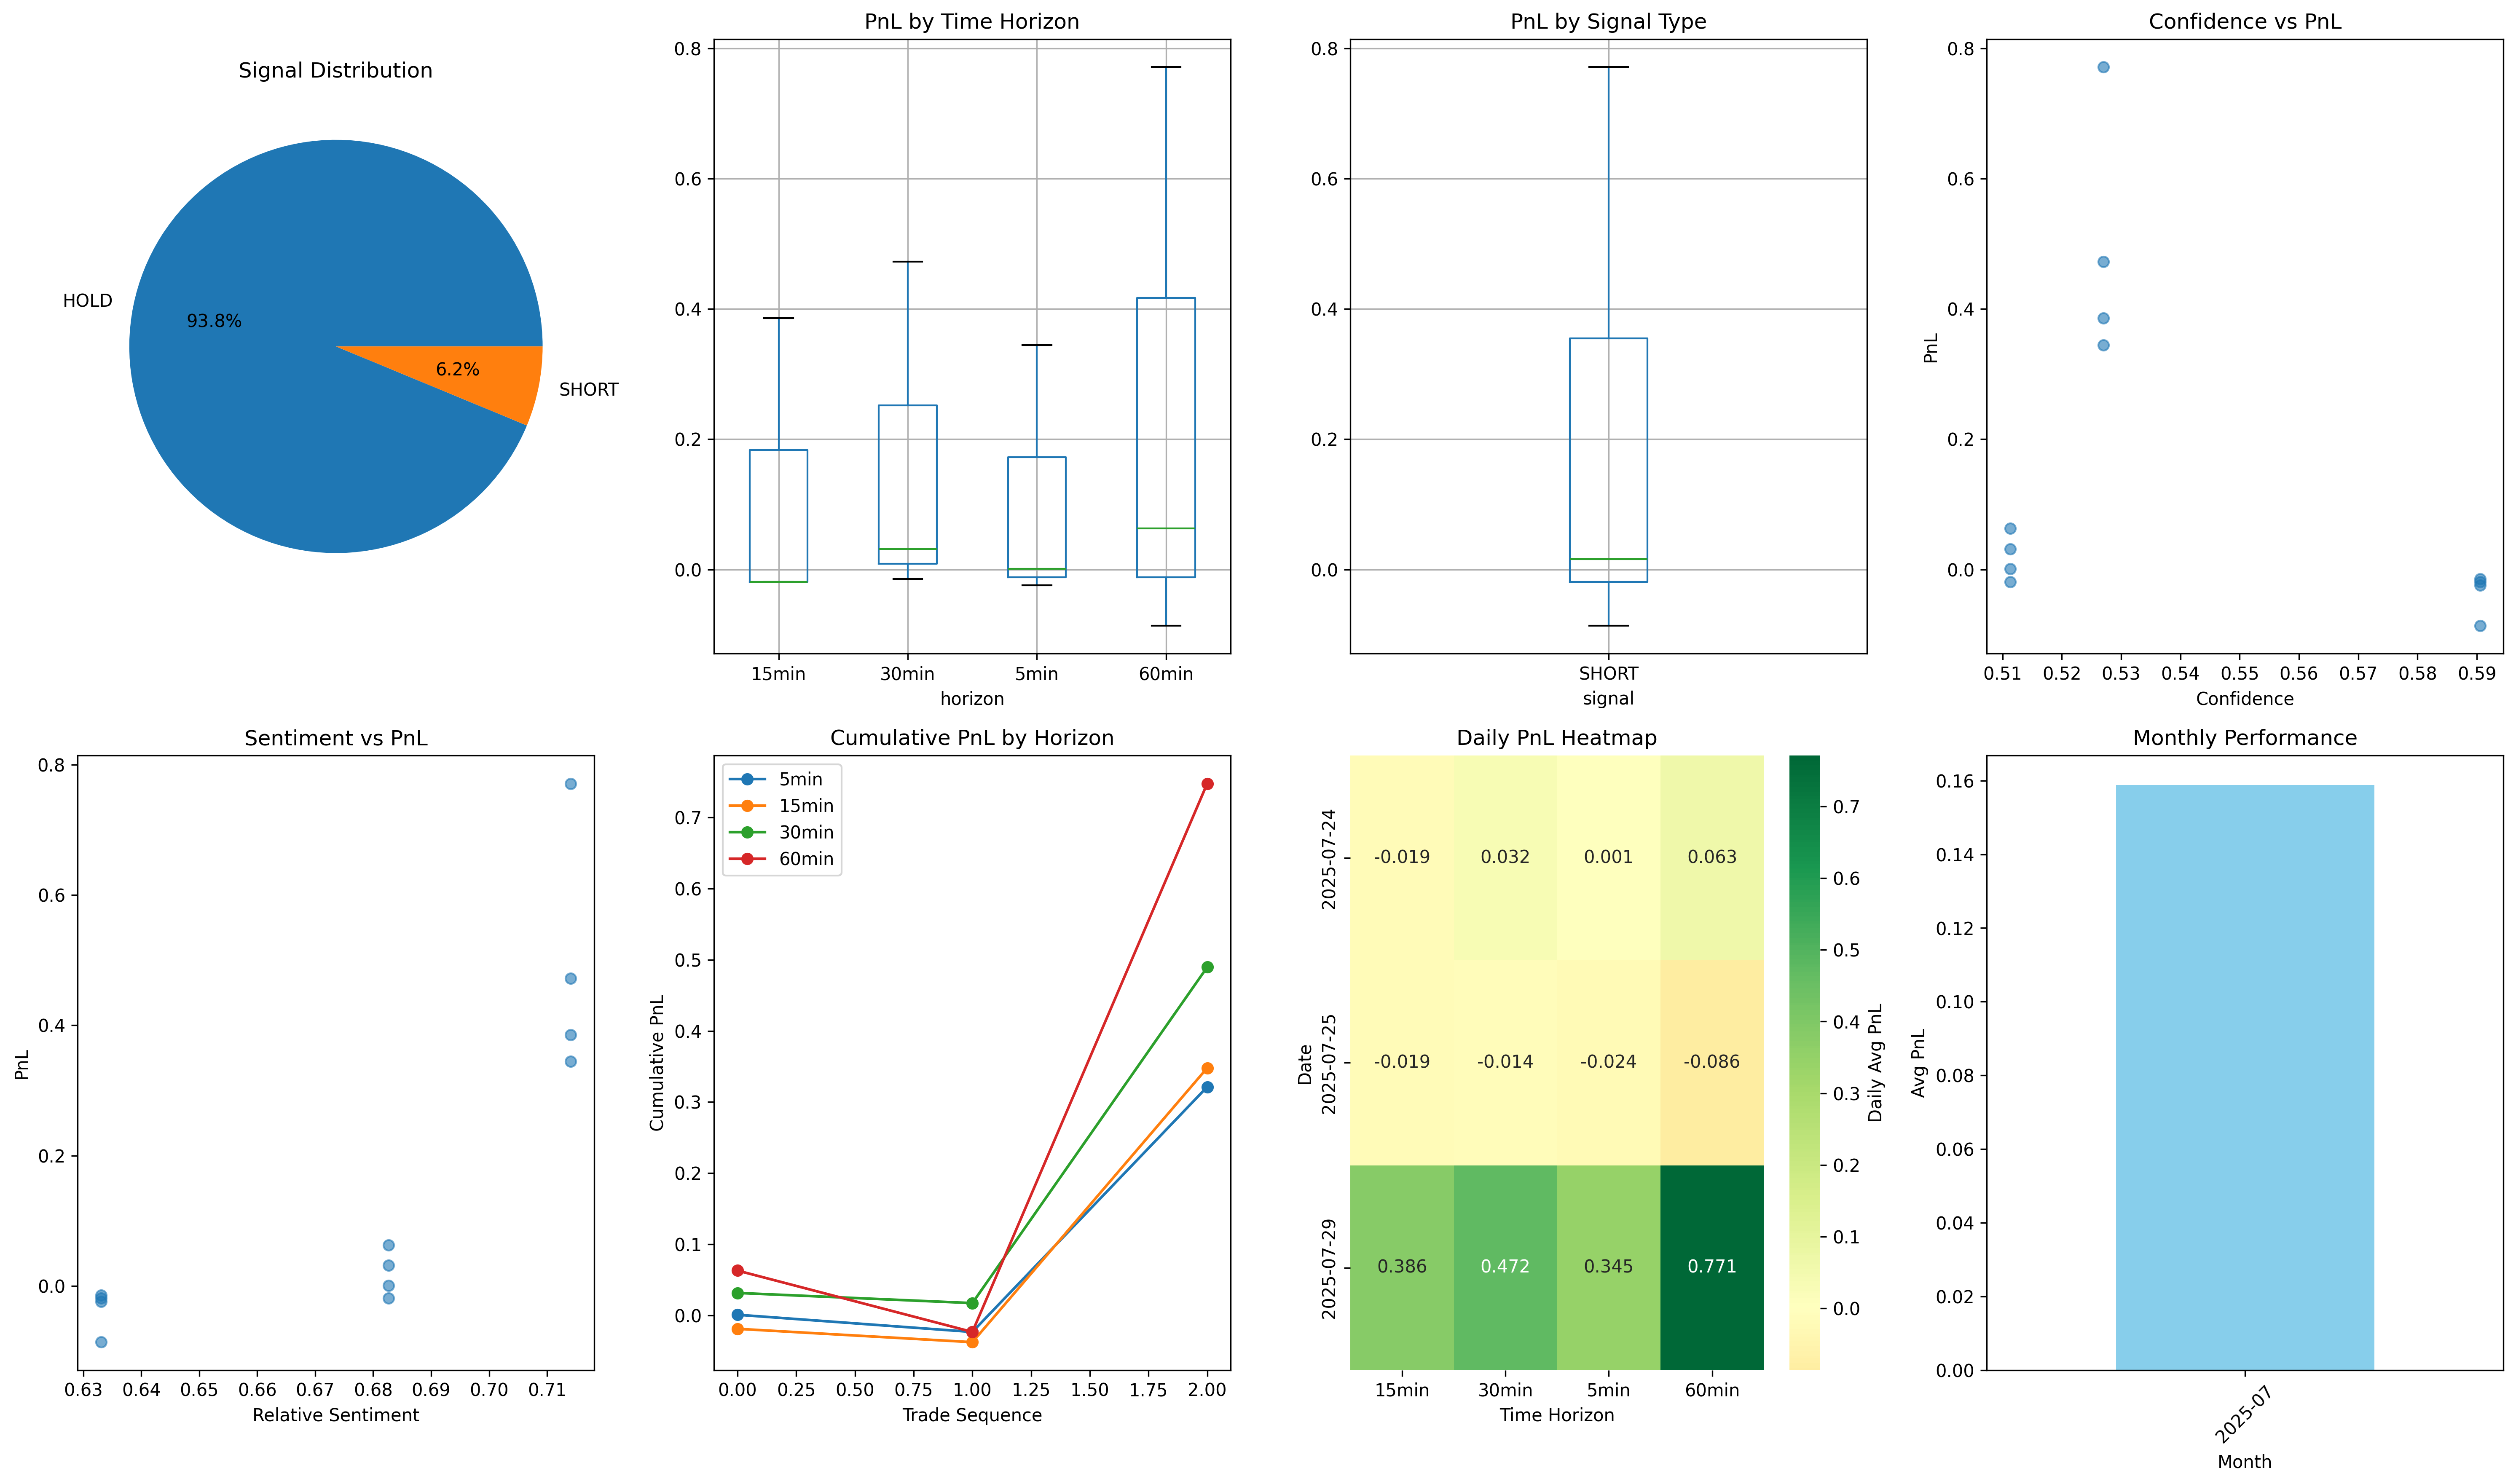 Signal Distribution
HOLD
93.8%
6.2%
SHORT
PnL by Time Horizon
0.8
0.6
0.4
0.2
0.0
15min 30min 5min 60min
horizon
PnL by Signal Type
0.8
0.6
0.4
0.2
0.0
SHORT
signal
Confidence vs PnL
PnL
0.8
0.6
0.4
0.2
0.0
0.51 0.52 0.53 0.54 0.55 0.56 0.57 0.58 0.59
Confidence
Sentiment vs PnL
PnL
0.8
0.6
0.4
0.2
0.0
0.63 0.64 0.65 0.66 0.67 0.68 0.69 0.70 0.71
Relative Sentiment
Cumulative PnL by Horizon
Cumulative PnL
5min
15min
30min
60min
0.7
0.6
0.5
0.4
0.3
0.2
0.1
0.0
0.00 0.25 0.50 0.75 1.00 1.25 1.50 1.75 2.00
Trade Sequence
Daily PnL Heatmap
Date
2025-07-24
-0.019 0.032 0.001 0.063
2025-07-25
-0.019 -0.014 -0.024 -0.086
2025-07-29
0.386 0.472 0.345 0.771
15min 30min 5min 60min
Time Horizon
0.7
0.6
0.5
0.4
0.3
0.2
0.1
0.0
Daily Avg PnL
Monthly Performance
Avg PnL
0.16
0.14
0.12
0.10
0.08
0.06
0.04
0.02
0.00
2025-07
Month